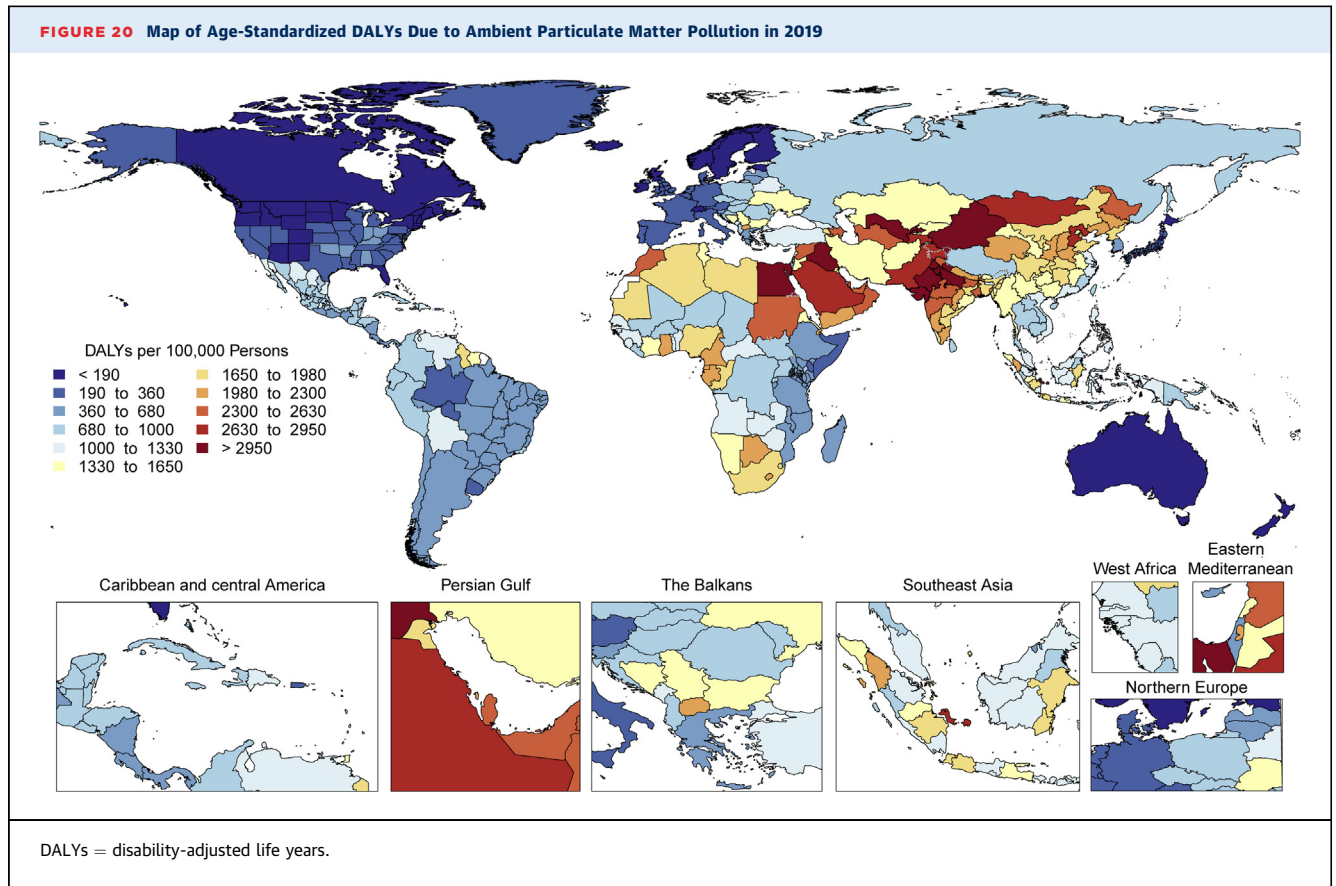 FIGURE 20 Map of Age-Standardized DALYs Due to Ambient Particulate Matter Pollution in 2019
DALYs per 100,000 Persons
< 190
190 to 360
360 to 680
680 to 1000
1000 to 1330
1330 to 1650
1650 to 1980
1980 to 2300
2300 to 2630
2630 to 2950
> 2950
Caribbean and central America
Persian Gulf
The Balkans
Southeast Asia
West Africa
Eastern
Mediterranean
Northern Europe
DALYs = disability-adjusted life years.